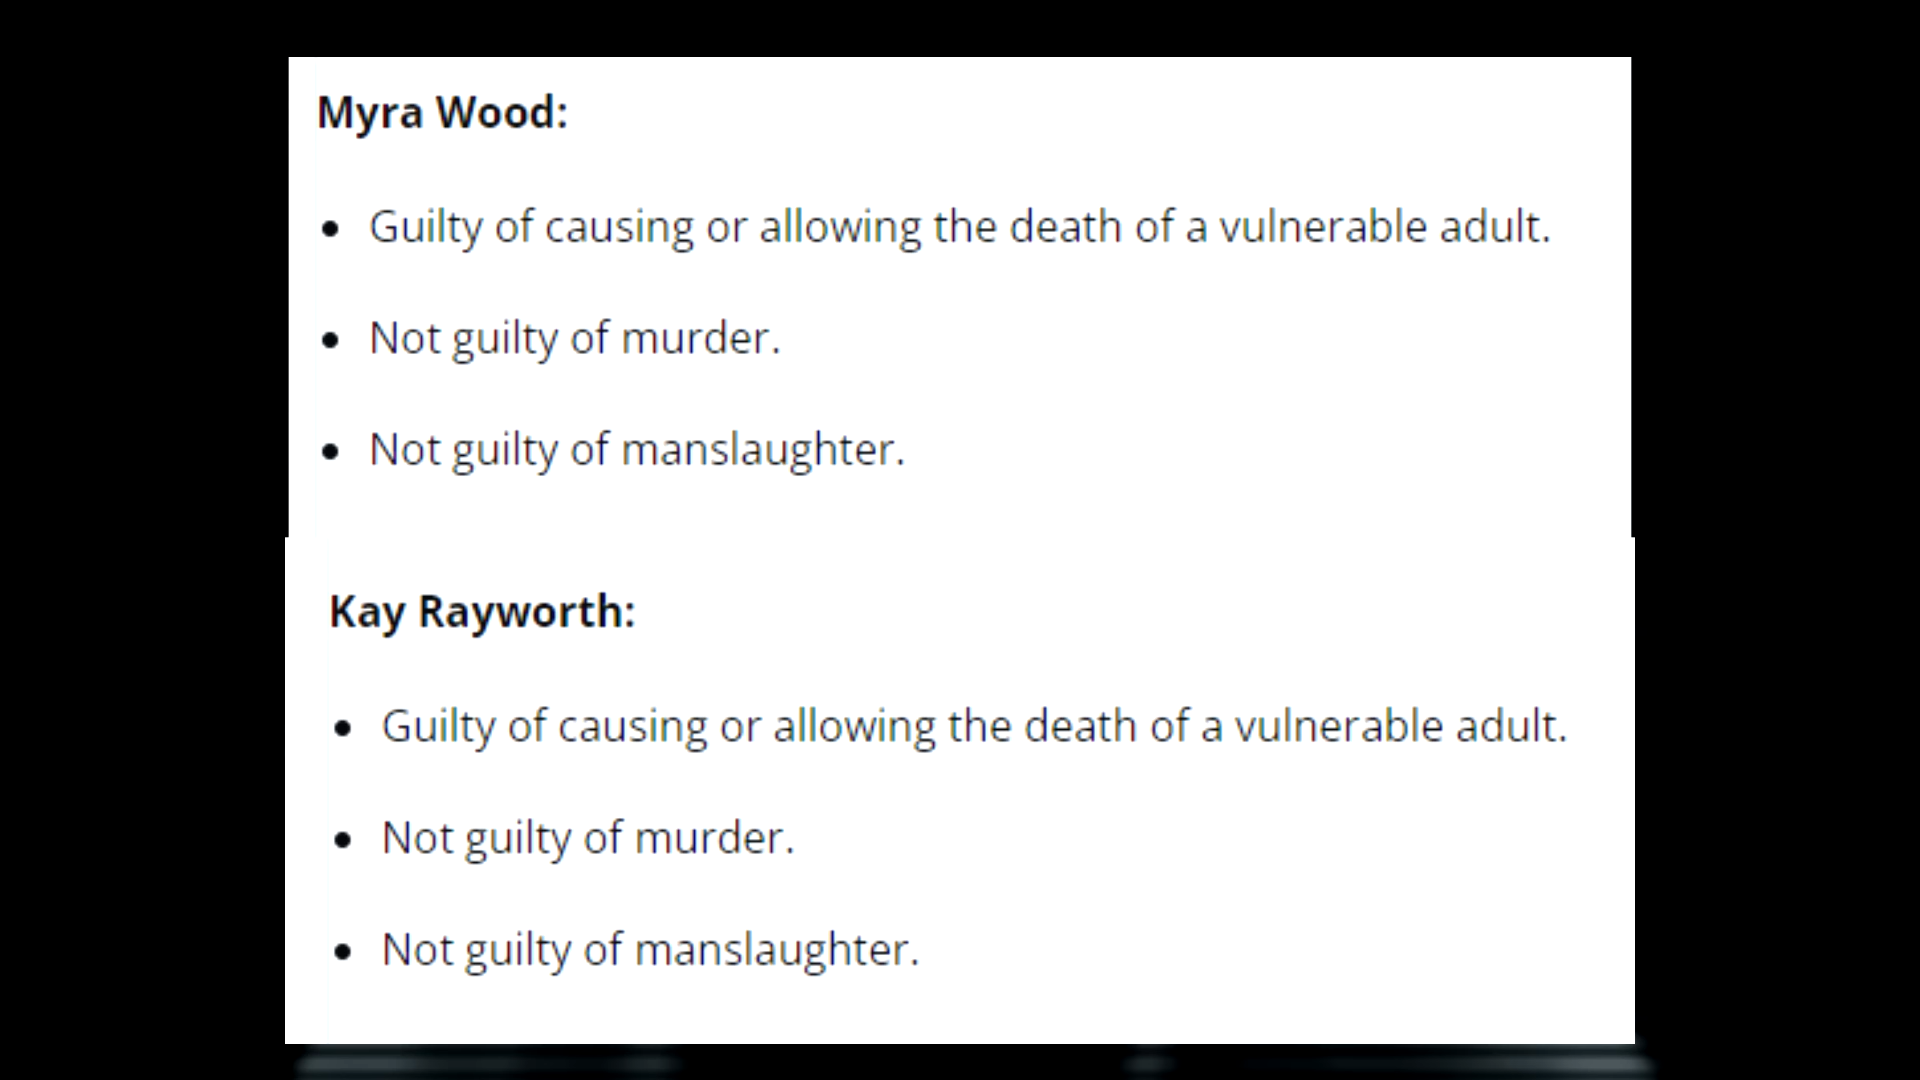 Myra Wood:
Guilty of causing or allowing the death of a vulnerable adult.
Not guilty of murder.
Not guilty of manslaughter.
Kay Rayworth:
Guilty of causing or allowing the death of a vulnerable adult.
Not guilty of murder.
Not guilty of manslaughter.